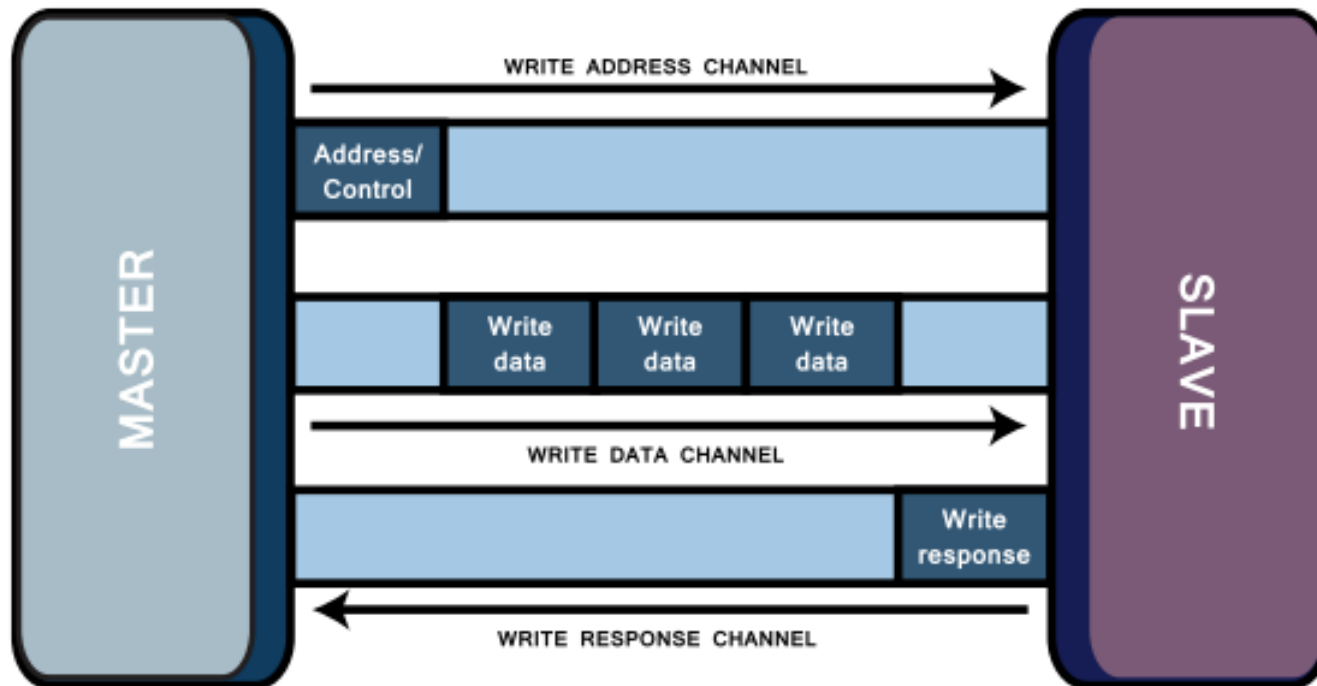 WRITE ADDRESS CHANNEL
Address/
Control
MASTER
SLAVE
Write Write Write
data data data
WRITE DATA CHANNEL
Write
response
WRITE RESPONSE CHANNEL